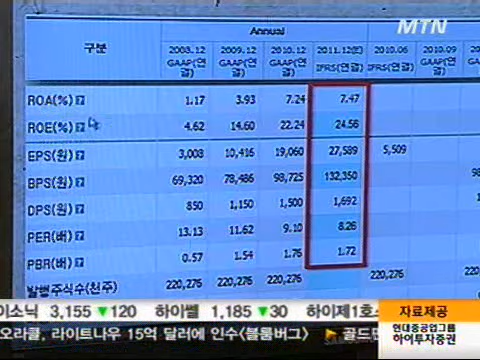 MTN
Annual
구분 2008.12 2009.12 2010.12 2011.12(E) 2010.06 2010.09
GAAP(연결) GAAP(연결) GAAP(연결) IFRS(연결) IFRS(연결) GAAP(연결)
ROA(%) 1.17 3.93 7.24 7.47
ROE(%) 4.62 14.60 22.24 24.56
EPS(원) 3,008 10,416 19,060 27,589 5,509
BPS(원) 69,320 78,486 98,725 132,350
DPS(원) 850 1,150 1,500 1,692
PER(배) 13.13 11.62 9.10 8.26
PBR(배) 0.57 1.54 1.76 1.72
발행주식수(천주) 220,276 220,276 220,276 220,276
이소닉 3,155 ▼120 하이쎌 1,185 ▼30 하이제1호 자료제공
오라클, 라이트나우 15억 달러에 인수<블룸버그> ▶골드만 현대중공업그룹
하이투자증권